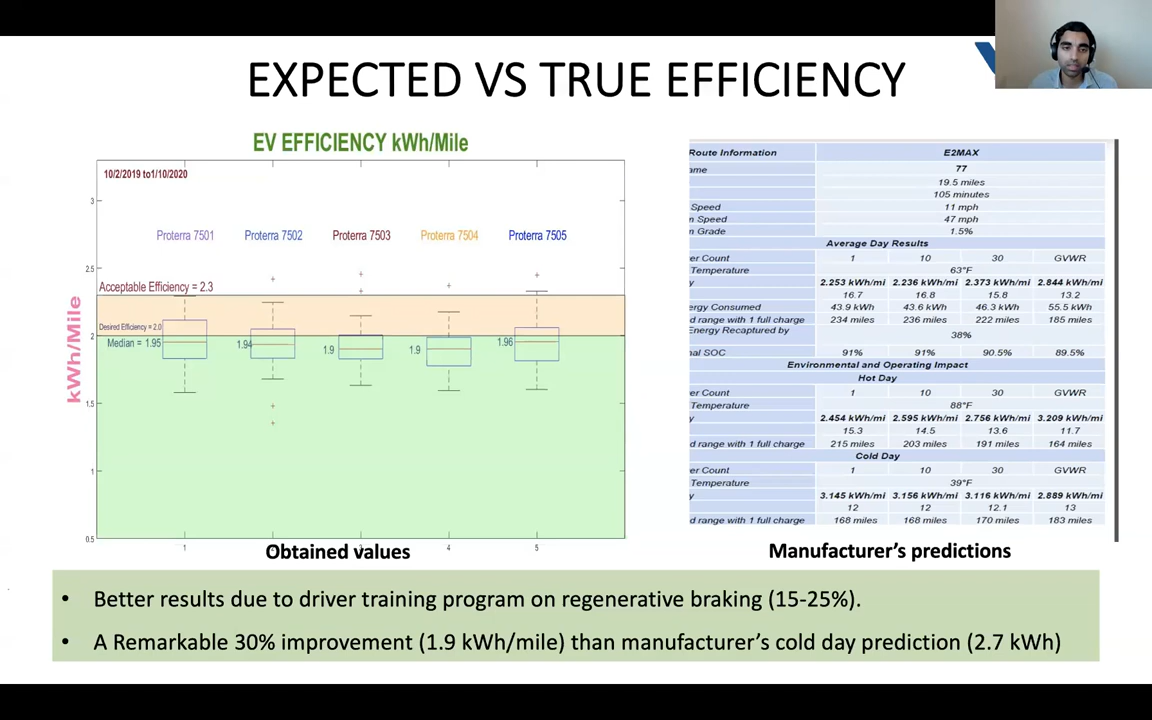 EXPECTED VS TRUE EFFICIENCY
EV EFFICIENCY kWh/Mile
10/2/2019 to1/10/2020
3
Proterra 7501 Proterra 7502 Proterra 7503 Proterra 7504 Proterra 7505
2.5
Acceptable Efficiency = 2.3
Desired Efficiency = 2.0
2
Median = 1.95 1.94 1.9 1.9 1.96
kWh/Mile
1.5
1
0.5
1 2 3 4 5
Obtained values
Route Information E2MAX
ame 77
19.5 miles
105 minutes
Speed 11 mph
n Speed 47 mph
n Grade 1.5%
Average Day Results
er Count 1 10 30 GVWR
Temperature 63°F
y 2.253 kWh/mi 2.236 kWh/mi 2.373 kWh/mi 2.844 kWh/mi
16.7 16.8 15.8 13.2
ergy Consumed 43.9 kWh 43.6 kWh 46.3 kWh 55.5 kWh
d range with 1 full charge 234 miles 236 miles 222 miles 185 miles
Energy Recaptured by 38%
nal SOC 91% 91% 90.5% 89.5%
Environmental and Operating Impact
Hot Day
er Count 1 10 30 GVWR
Temperature 88°F
y 2.454 kWh/mi 2.595 kWh/mi 2.756 kWh/mi 3.209 kWh/mi
15.3 14.5 13.6 11.7
d range with 1 full charge 215 miles 203 miles 191 miles 164 miles
Cold Day
er Count 1 10 30 GVWR
Temperature 39°F
y 3.145 kWh/mi 3.156 kWh/mi 3.116 kWh/mi 2.889 kWh/mi
12 12 12.1 13
d range with 1 full charge 168 miles 168 miles 170 miles 183 miles
Manufacturer's predictions
• Better results due to driver training program on regenerative braking (15-25%).
• A Remarkable 30% improvement (1.9 kWh/mile) than manufacturer's cold day prediction (2.7 kWh)